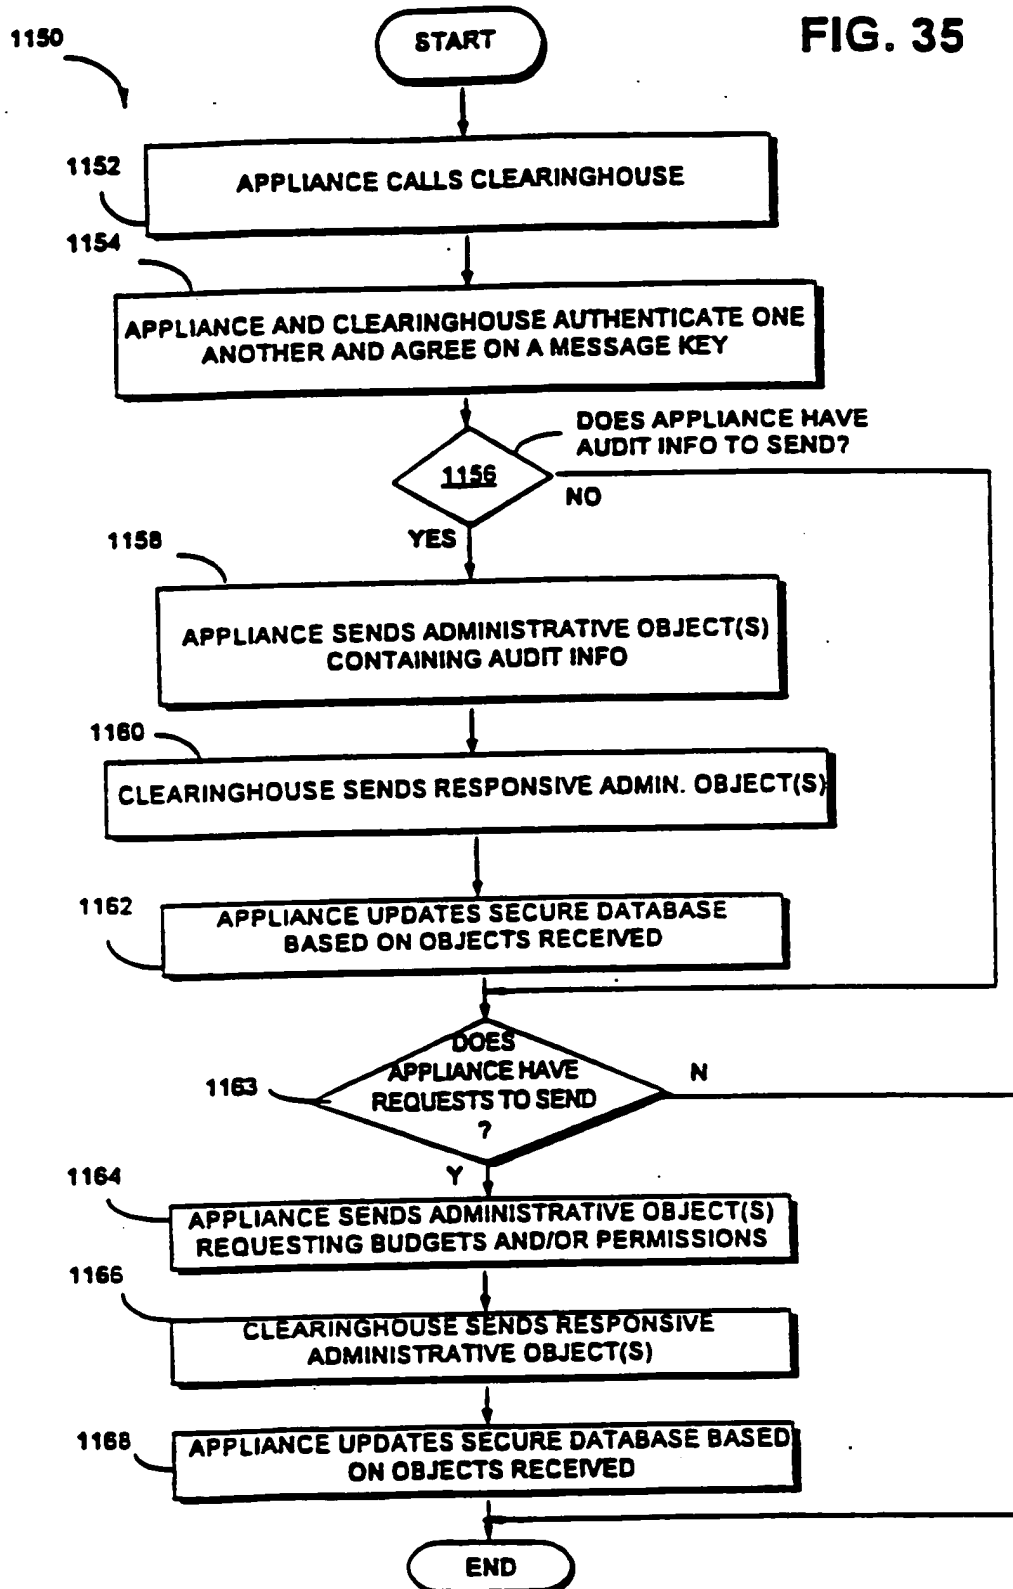 FIG. 35
1150
START
1152
APPLIANCE CALLS CLEARINGHOUSE
1154
APPLIANCE AND CLEARINGHOUSE AUTHENTICATE ONE
ANOTHER AND AGREE ON A MESSAGE KEY
DOES APPLIANCE HAVE
AUDIT INFO TO SEND?
1156
NO
YES
1158
APPLIANCE SENDS ADMINISTRATIVE OBJECT(S)
CONTAINING AUDIT INFO
1160
CLEARINGHOUSE SENDS RESPONSIVE ADMIN. OBJECT(S)
1162
APPLIANCE UPDATES SECURE DATABASE
BASED ON OBJECTS RECEIVED
1163
DOES
APPLIANCE HAVE
REQUESTS TO SEND
?
N
Y
1164
APPLIANCE SENDS ADMINISTRATIVE OBJECT(S)
REQUESTING BUDGETS AND/OR PERMISSIONS
1166
CLEARINGHOUSE SENDS RESPONSIVE
ADMINISTRATIVE OBJECT(S)
1168
APPLIANCE UPDATES SECURE DATABASE BASED
ON OBJECTS RECEIVED
END